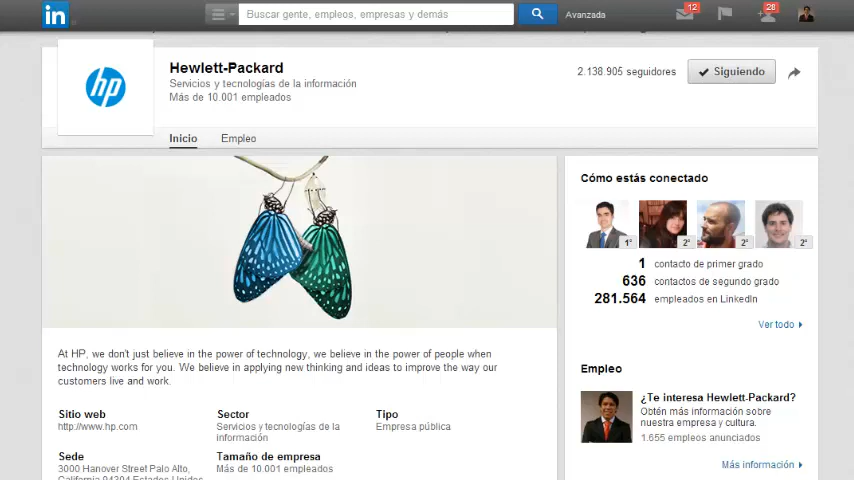 in
Buscar gente, empleos, empresas y demás
Avanzada
12
28
hp
Hewlett-Packard
Servicios y tecnologías de la información
Más de 10.001 empleados
2.138.905 seguidores
Siguiendo
Inicio
Empleo
Cómo estás conectado
1°
2°
2°
2°
1 contacto de primer grado
636 contactos de segundo grado
281.564 empleados en LinkedIn
Ver todo
At HP, we don't just believe in the power of technology, we believe in the power of people when
technology works for you. We believe in applying new thinking and ideas to improve the way our
customers live and work.
Sitio web
http://www.hp.com
Sector
Servicios y tecnologías de la
información
Tipo
Empresa pública
Sede
3000 Hanover Street Palo Alto,
California 94304 Estados Unidos
Tamaño de empresa
Más de 10.001 empleados
Empleo
¿Te interesa Hewlett-Packard?
Obtén más información sobre
nuestra empresa y cultura.
1.655 empleos anunciados
Más información